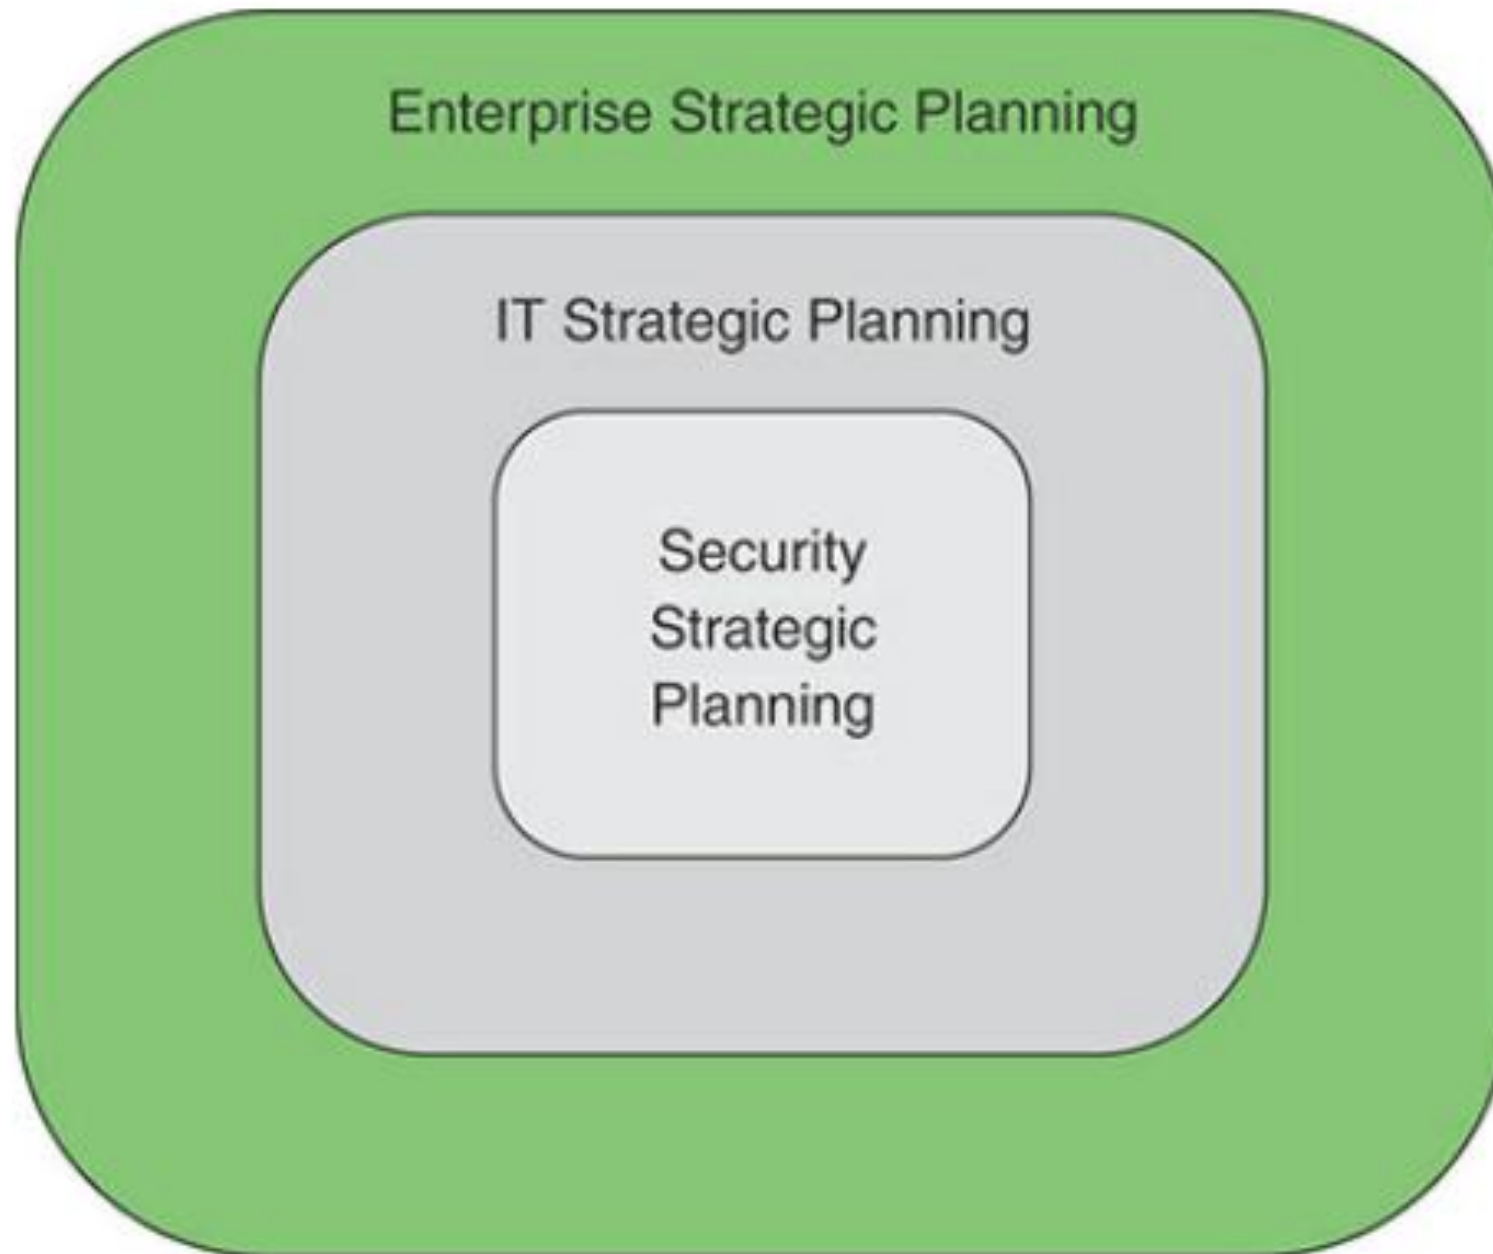 Enterprise Strategic Planning
IT Strategic Planning
Security
Strategic
Planning